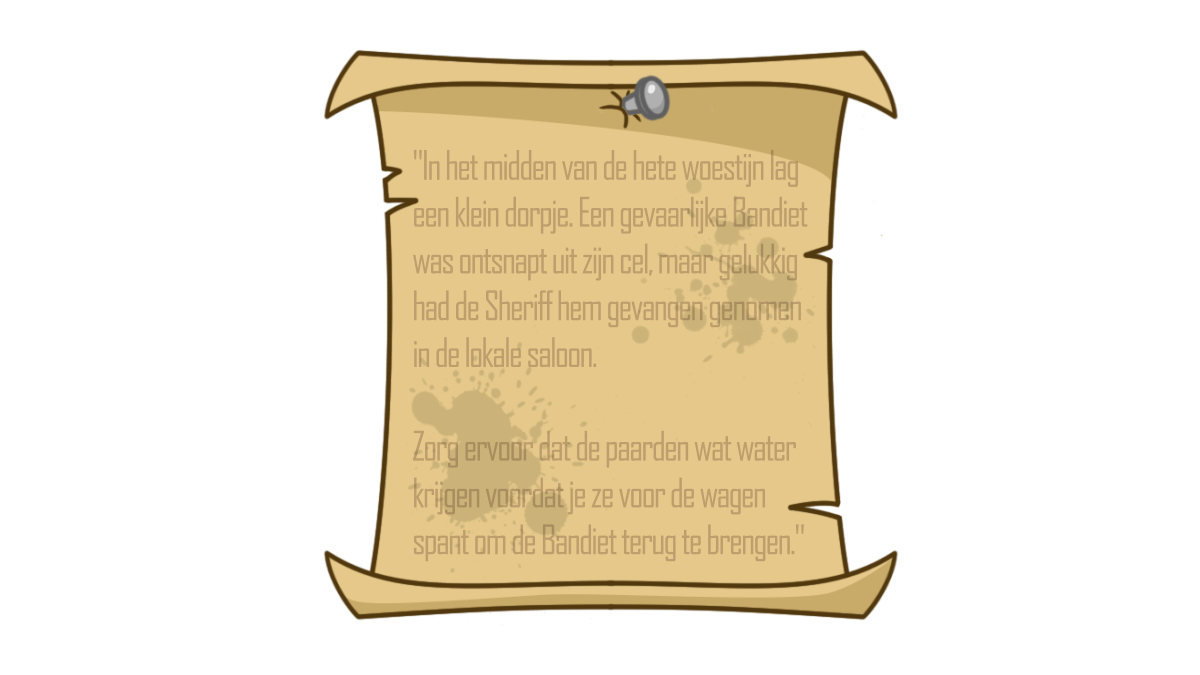 "In het midden van de hete woestijn lag
een klein dorpje. Een gevaarlijke Bandiet
was ontsnapt uit zijn cel, maar gelukkig
had de Sheriff hem gevangen genomen
in de lokale saloon.
Zorg ervoor dat de paarden wat water
krijgen voordat je ze voor de wagen
spant om de Bandiet terug te brengen."